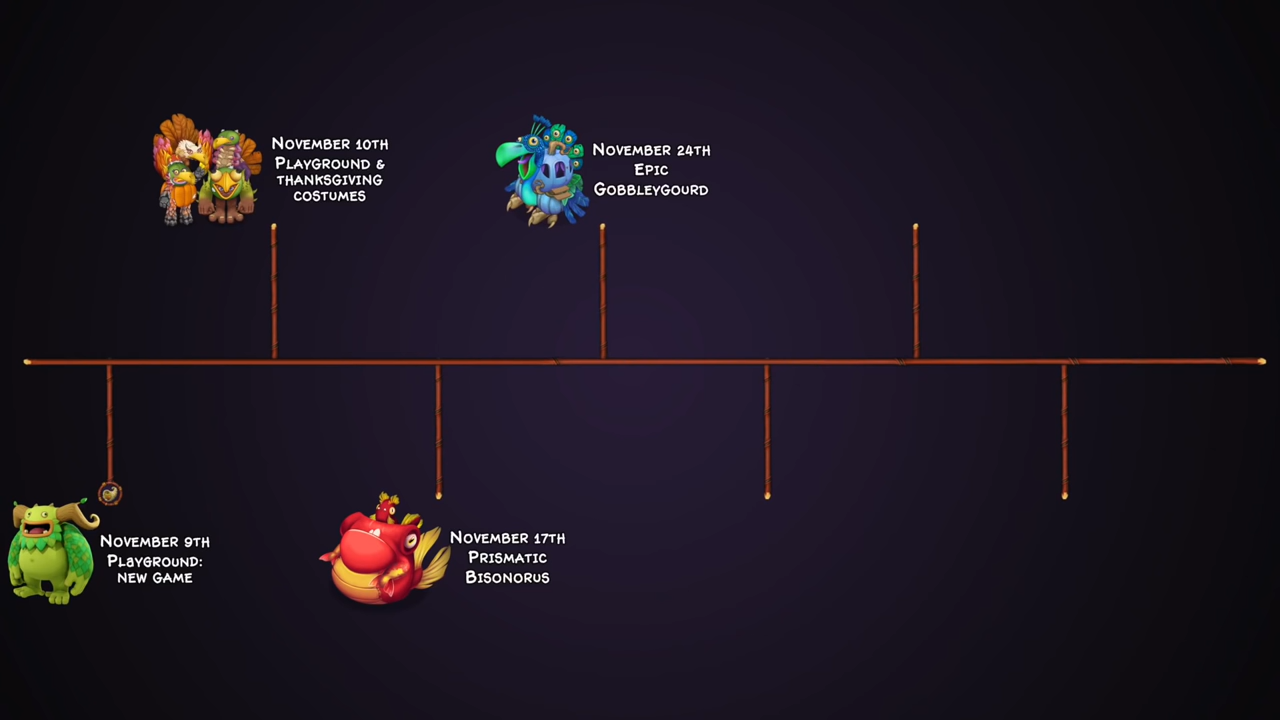 November 10th
Playground &
Thanksgiving
costumes
November 24th
Epic
Gobbleygourd
November 9th
Playground:
new game
November 17th
Prismatic
Bisonorus